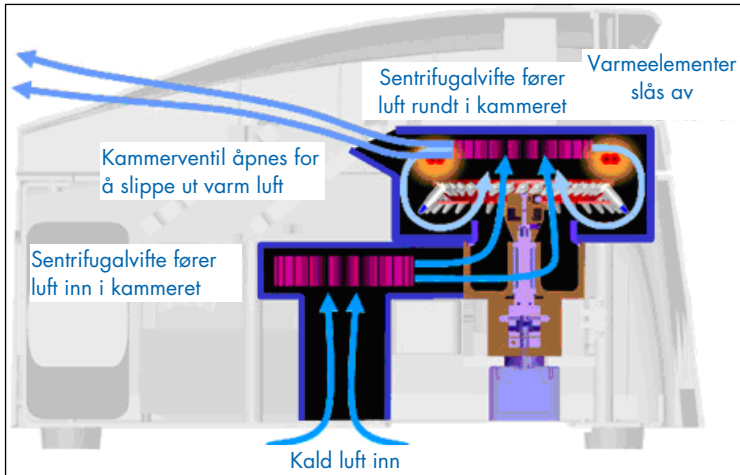 Sentrifugalvifte fører
luft rundt i kammeret
Varmeelementer
slås av
Kammerventil åpnes for
å slippe ut varm luft
Sentrifugalvifte fører
luft inn i kammeret
Kald luft inn